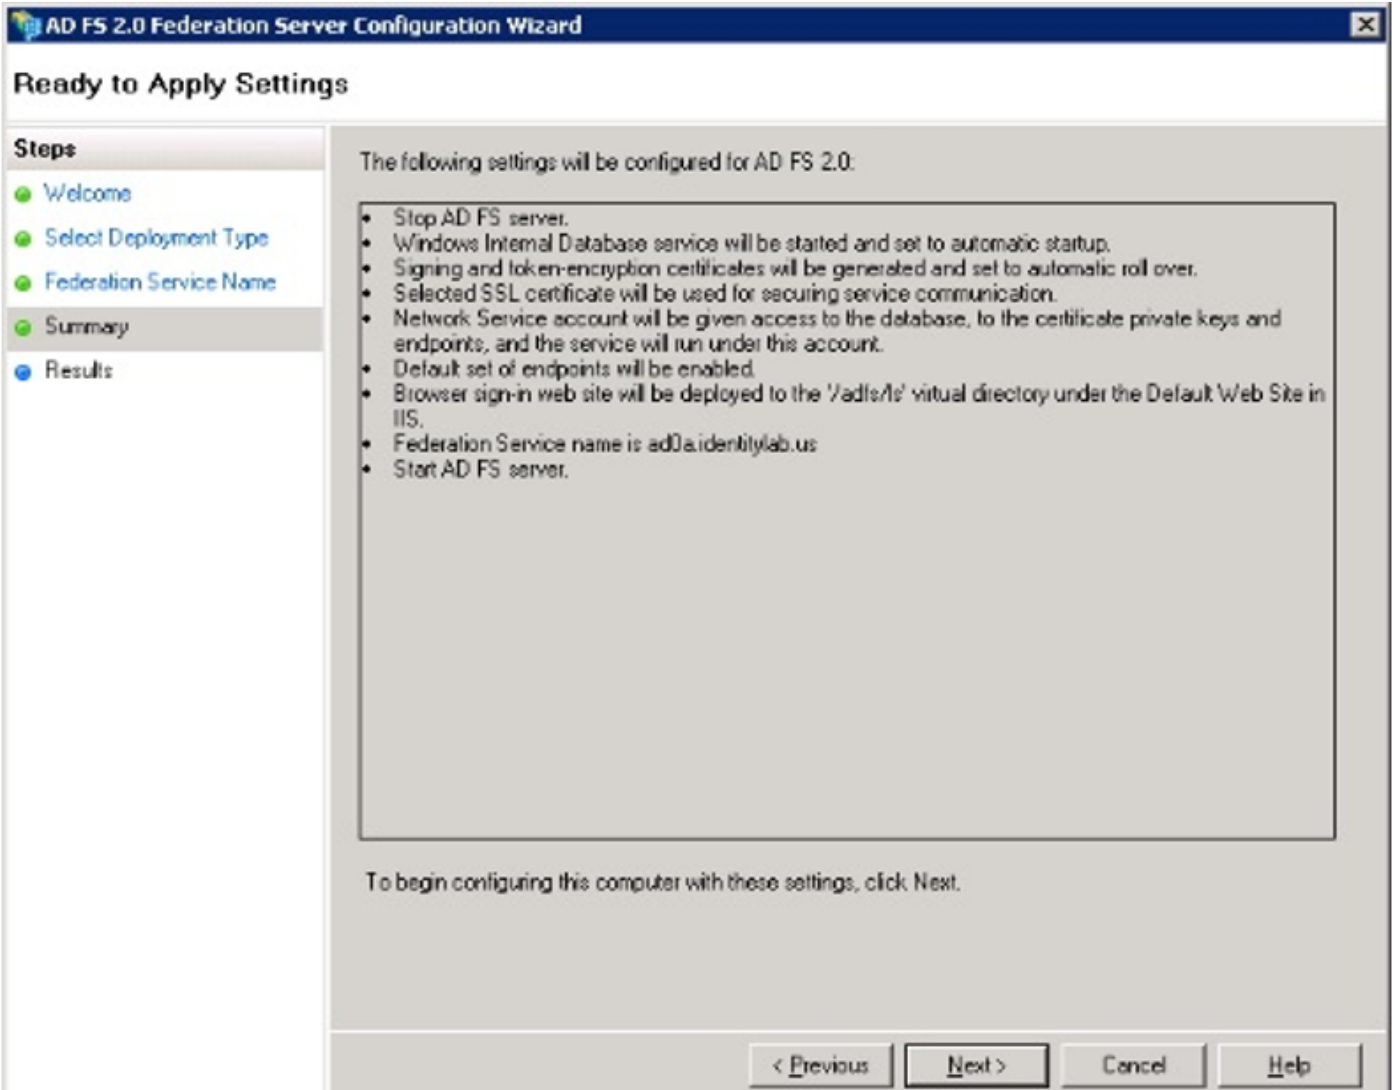 AD FS 2.0 Federation Server Configuration Wizard
Ready to Apply Settings
Steps
Welcome
Select Deployment Type
Federation Service Name
Summary
Results
The following settings will be configured for AD FS 2.0:
• Stop AD FS server.
• Windows Internal Database service will be started and set to automatic startup.
• Signing and token-encryption certificates will be generated and set to automatic roll over.
• Selected SSL certificate will be used for securing service communication.
• Network Service account will be given access to the database, to the certificate private keys and
endpoints, and the service will run under this account.
• Default set of endpoints will be enabled.
• Browser sign-in web site will be deployed to the '/adfs/ls' virtual directory under the Default Web Site in
IIS.
• Federation Service name is ad0a.identitylab.us
• Start AD FS server.
To begin configuring this computer with these settings, click Next.
< Previous
Next >
Cancel
Help